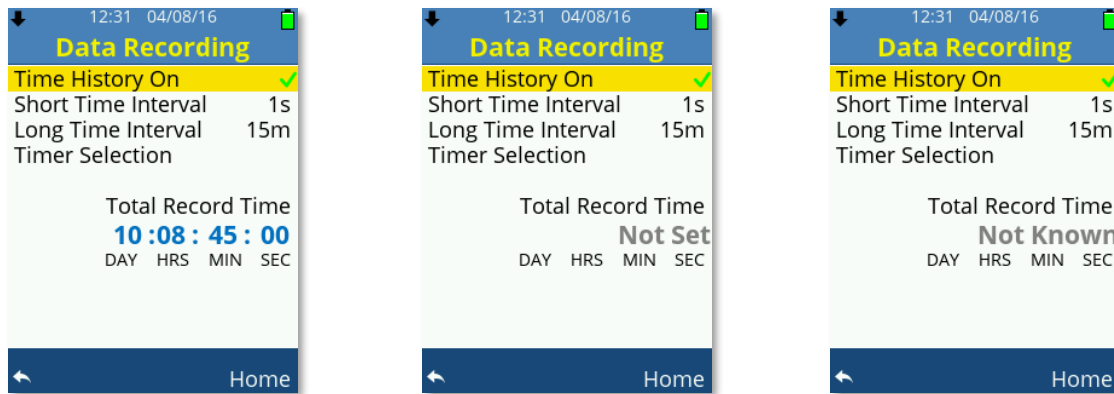 12:31 04/08/16
Data Recording
Time History On
Short Time Interval 1s
Long Time Interval 15m
Timer Selection
Total Record Time
10 :08 : 45 : 00
DAY HRS MIN SEC
Home
12:31 04/08/16
Data Recording
Time History On
Short Time Interval 1s
Long Time Interval 15m
Timer Selection
Total Record Time
Not Set
DAY HRS MIN SEC
Home
12:31 04/08/16
Data Recording
Time History On
Short Time Interval 1s
Long Time Interval 15m
Timer Selection
Total Record Time
Not Known
DAY HRS MIN SEC
Home